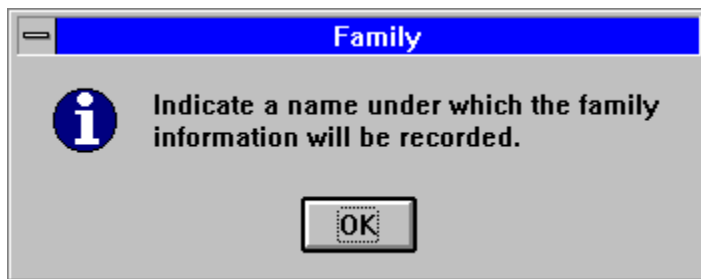 Family
Indicate a name under which the family
information will be recorded.
OK